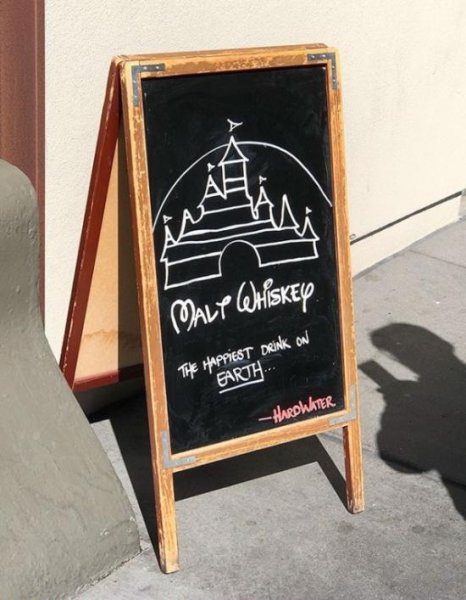 MALT WHISKEY
THE HAPPIEST DRINK ON
EARTH...
—HARDWATER